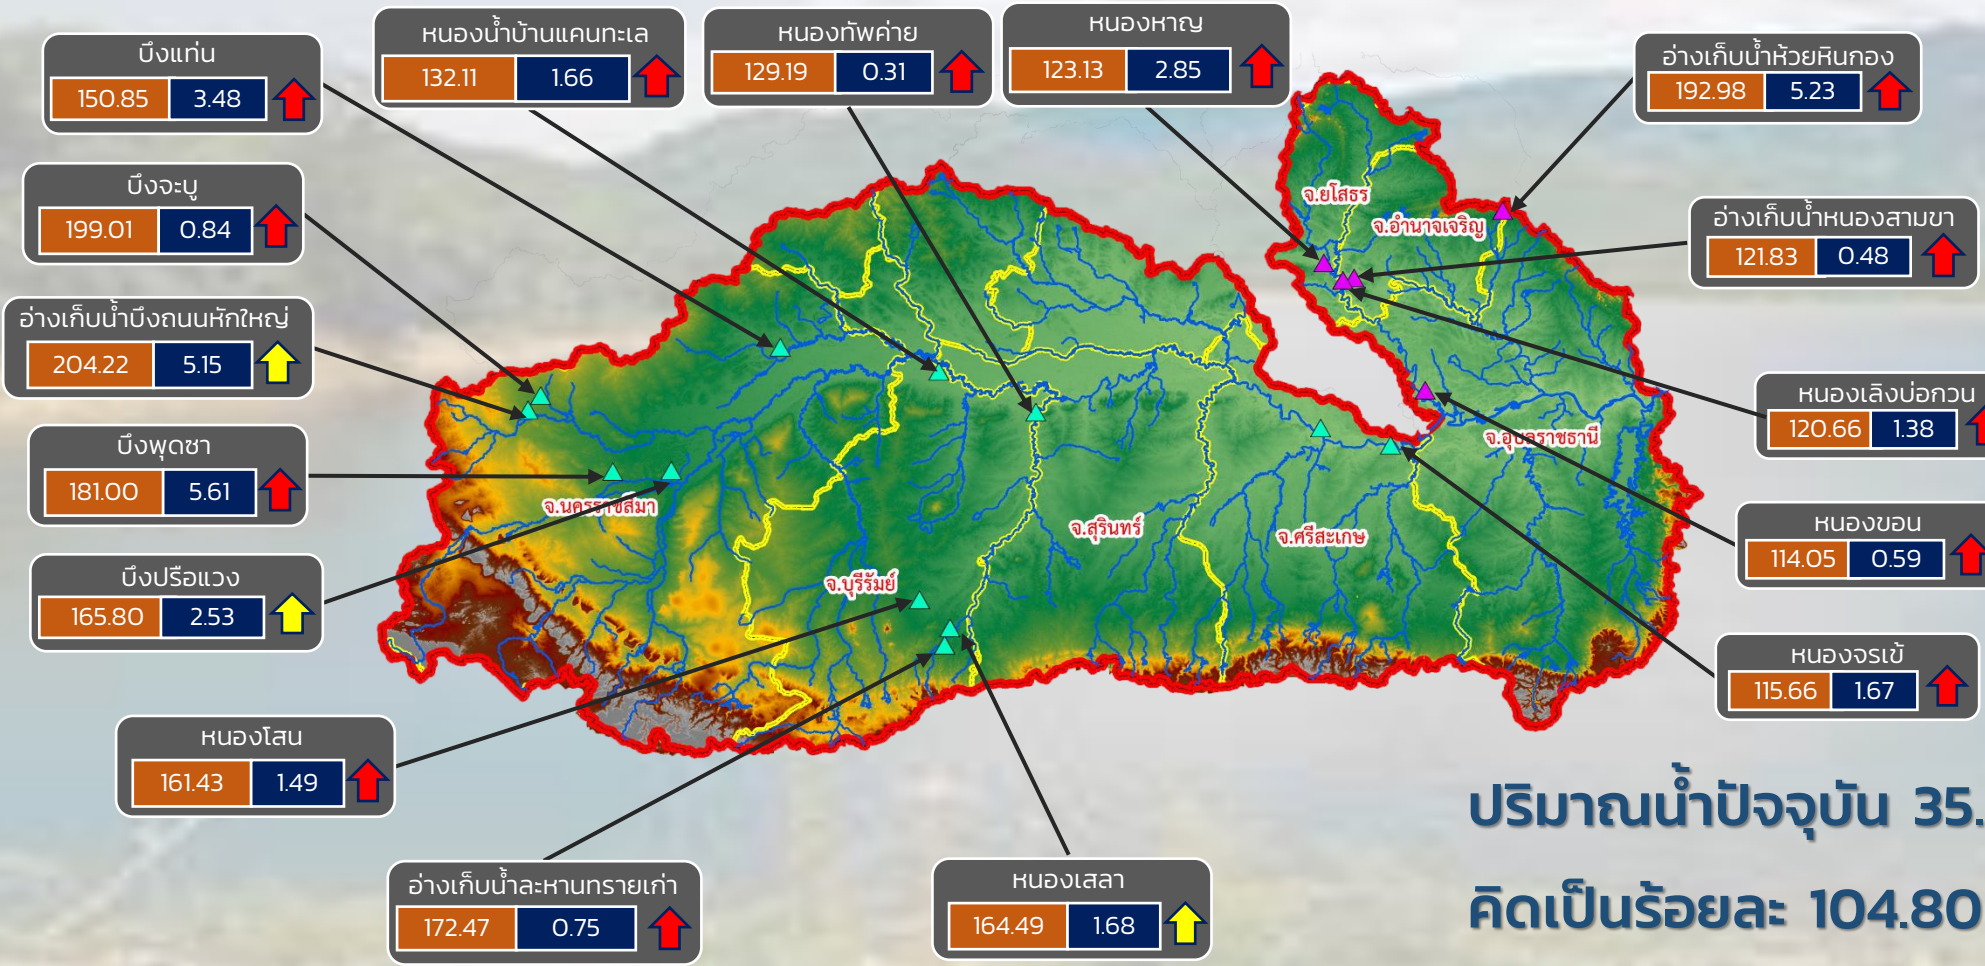 หนองน้ำบ้านแคนทะเล
132.11 1.66
หนองทัพค่าย
129.19 0.31
หนองหาญ
123.13 2.85
บึงแท่น
150.85 3.48
อ่างเก็บน้ำห้วยหินกอง
192.98 5.23
บึงจะบู
199.01 0.84
อ่างเก็บน้ำหนองสามขา
121.83 0.48
อ่างเก็บน้ำบึงถนนหักใหญ่
204.22 5.15
หนองเลิงบ่อกวน
120.66 1.38
บึงพุดซา
181.00 5.61
หนองขอน
114.05 0.59
บึงปรือแวง
165.80 2.53
หนองจรเข้
115.66 1.67
หนองโสน
161.43 1.49
อ่างเก็บน้ำละหานทรายเก่า
172.47 0.75
หนองเสลา
164.49 1.68
จ.ยโสธร
จ.อำนาจเจริญ
จ.อุบลราชธานี
จ.นครราชสีมา
จ.สุรินทร์
จ.ศรีสะเกษ
จ.บุรีรัมย์
ปริมาณน้ำปัจจุบัน 35.
คิดเป็นร้อยละ 104.80